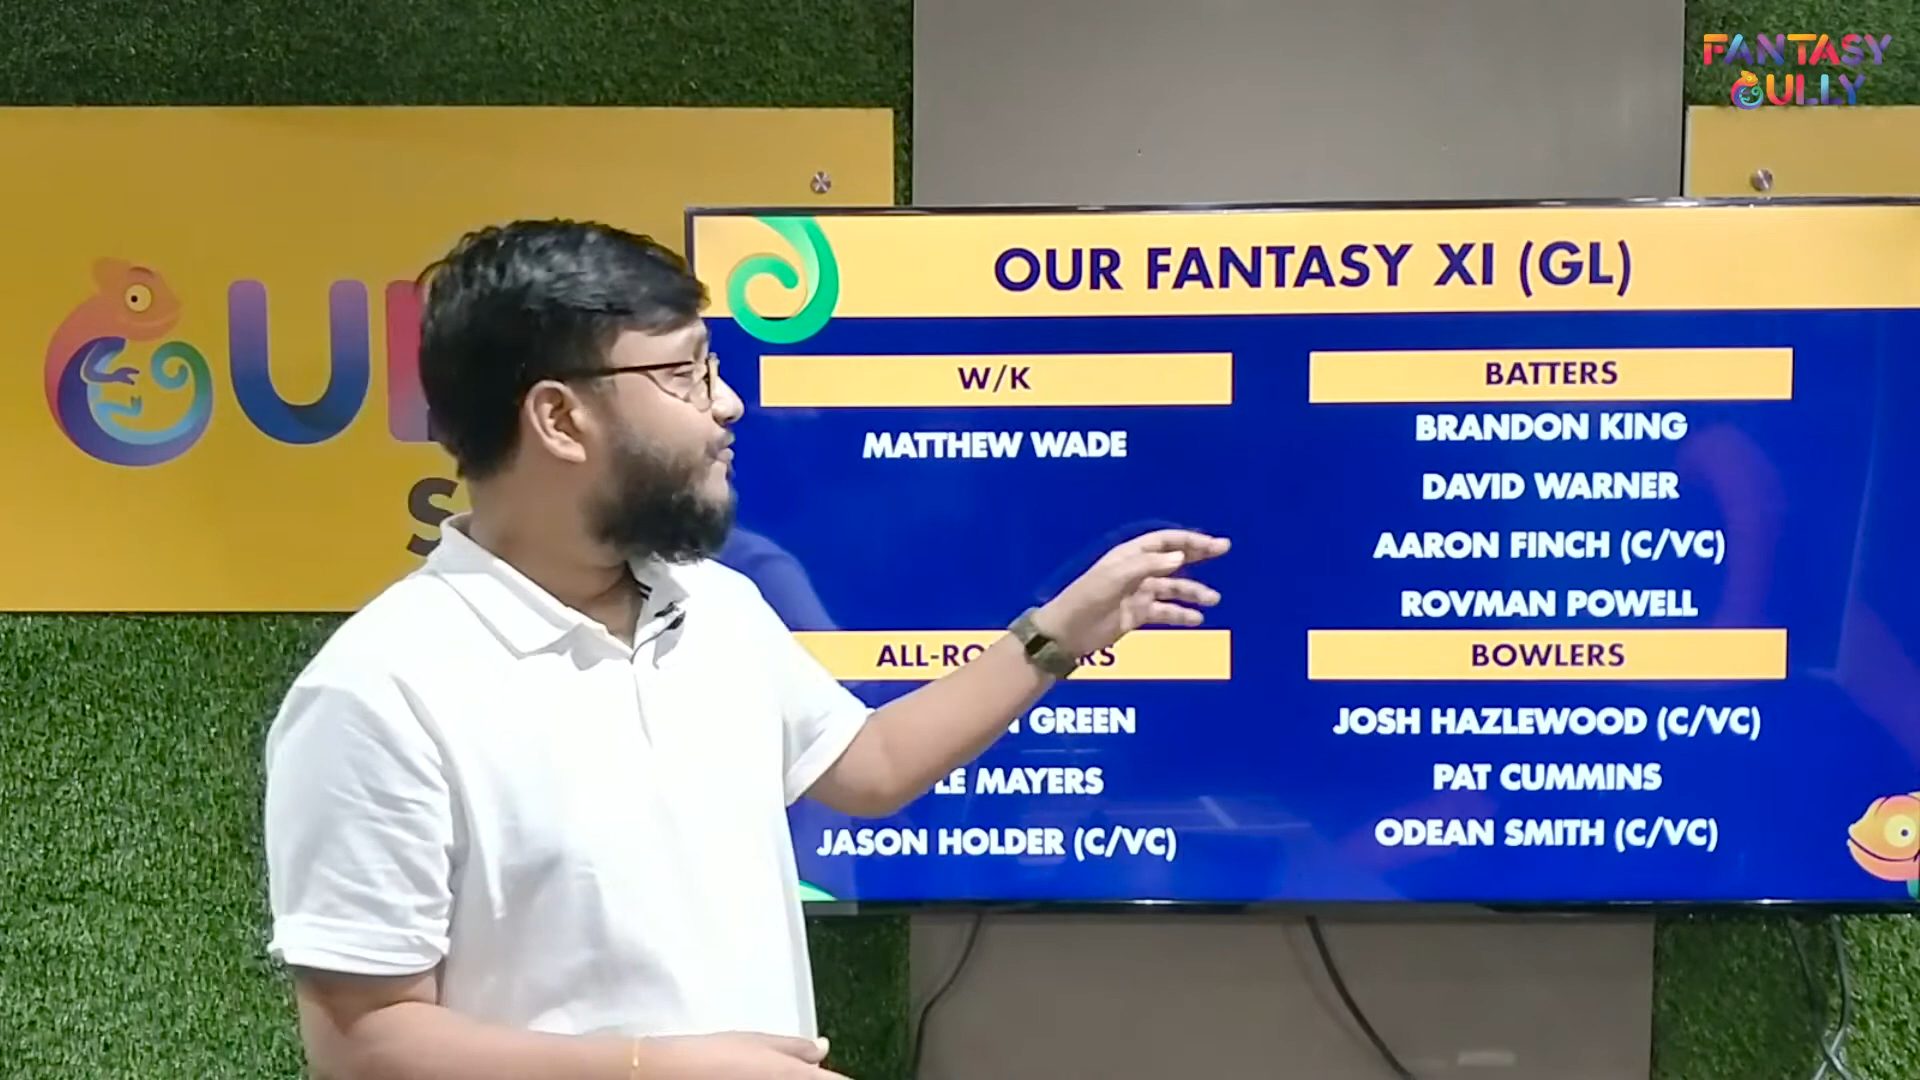 FANTASY
GULLY
OUR FANTASY XI (GL)
W/K
MATTHEW WADE
BATTERS
BRANDON KING
DAVID WARNER
AARON FINCH (C/VC)
ROVMAN POWELL
GREEN
MAYERS
JASON HOLDER (C/VC)
BOWLERS
JOSH HAZLEWOOD (C/VC)
PAT CUMMINS
ODEAN SMITH (C/VC)